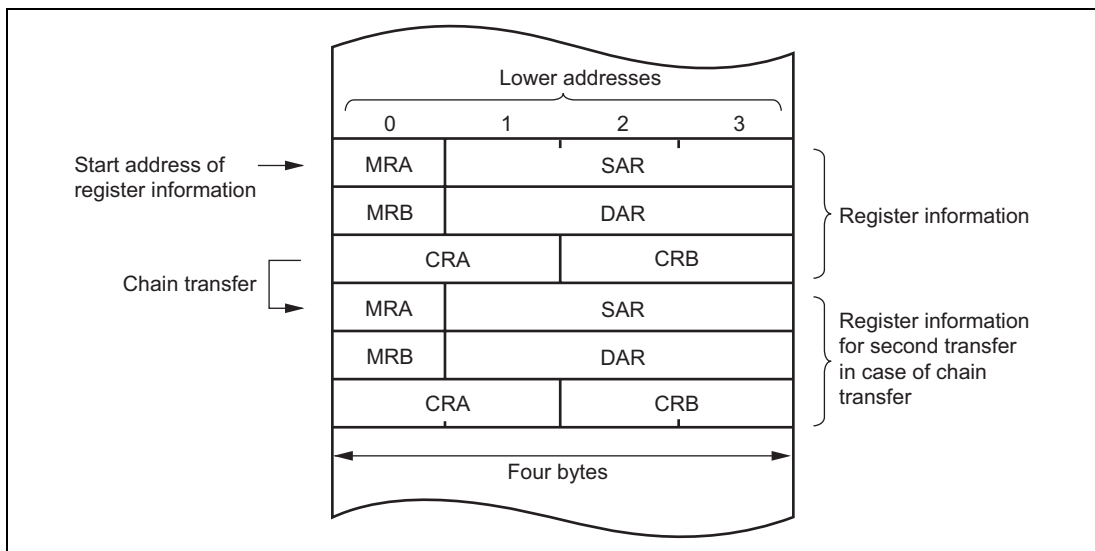 Lower addresses
0 1 2 3
Start address of
register information
MRA SAR
MRB DAR
CRA CRB
Register information
Chain transfer
MRA SAR
MRB DAR
CRA CRB
Register information
for second transfer
in case of chain
transfer
Four bytes